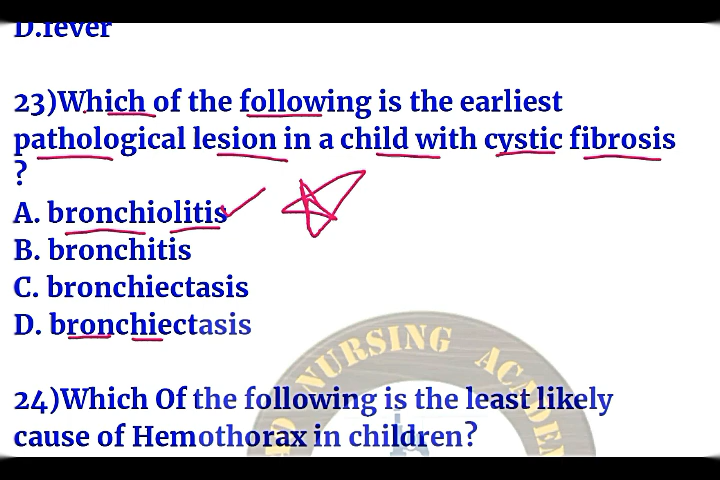 D.fever
23)Which of the following is the earliest
pathological lesion in a child with cystic fibrosis
?
A. bronchiolitis
B. bronchitis
C. bronchiectasis
D. bronchiectasis
NURSING ACADEM
24)Which Of the following is the least likely
cause of Hemothorax in children?